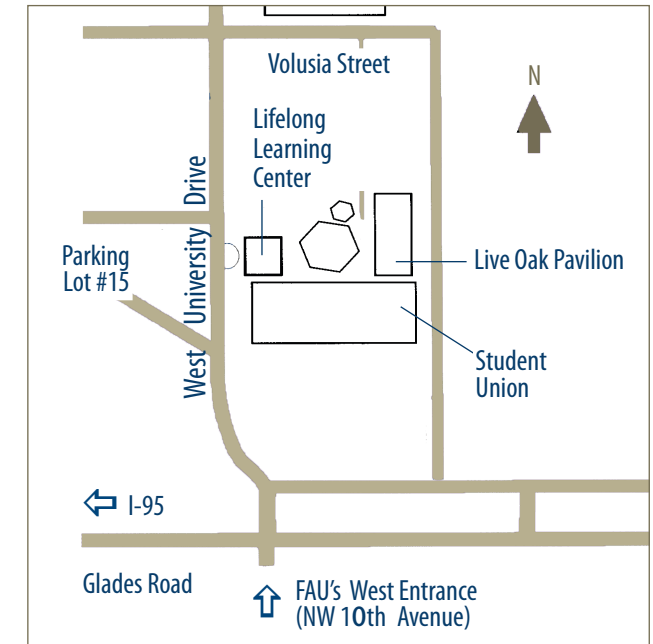 Volusia Street
N
Lifelong
Learning
Center
West University Drive
Parking
Lot #15
Live Oak Pavilion
Student
Union
I-95
Glades Road
FAU's West Entrance
(NW 10th Avenue)